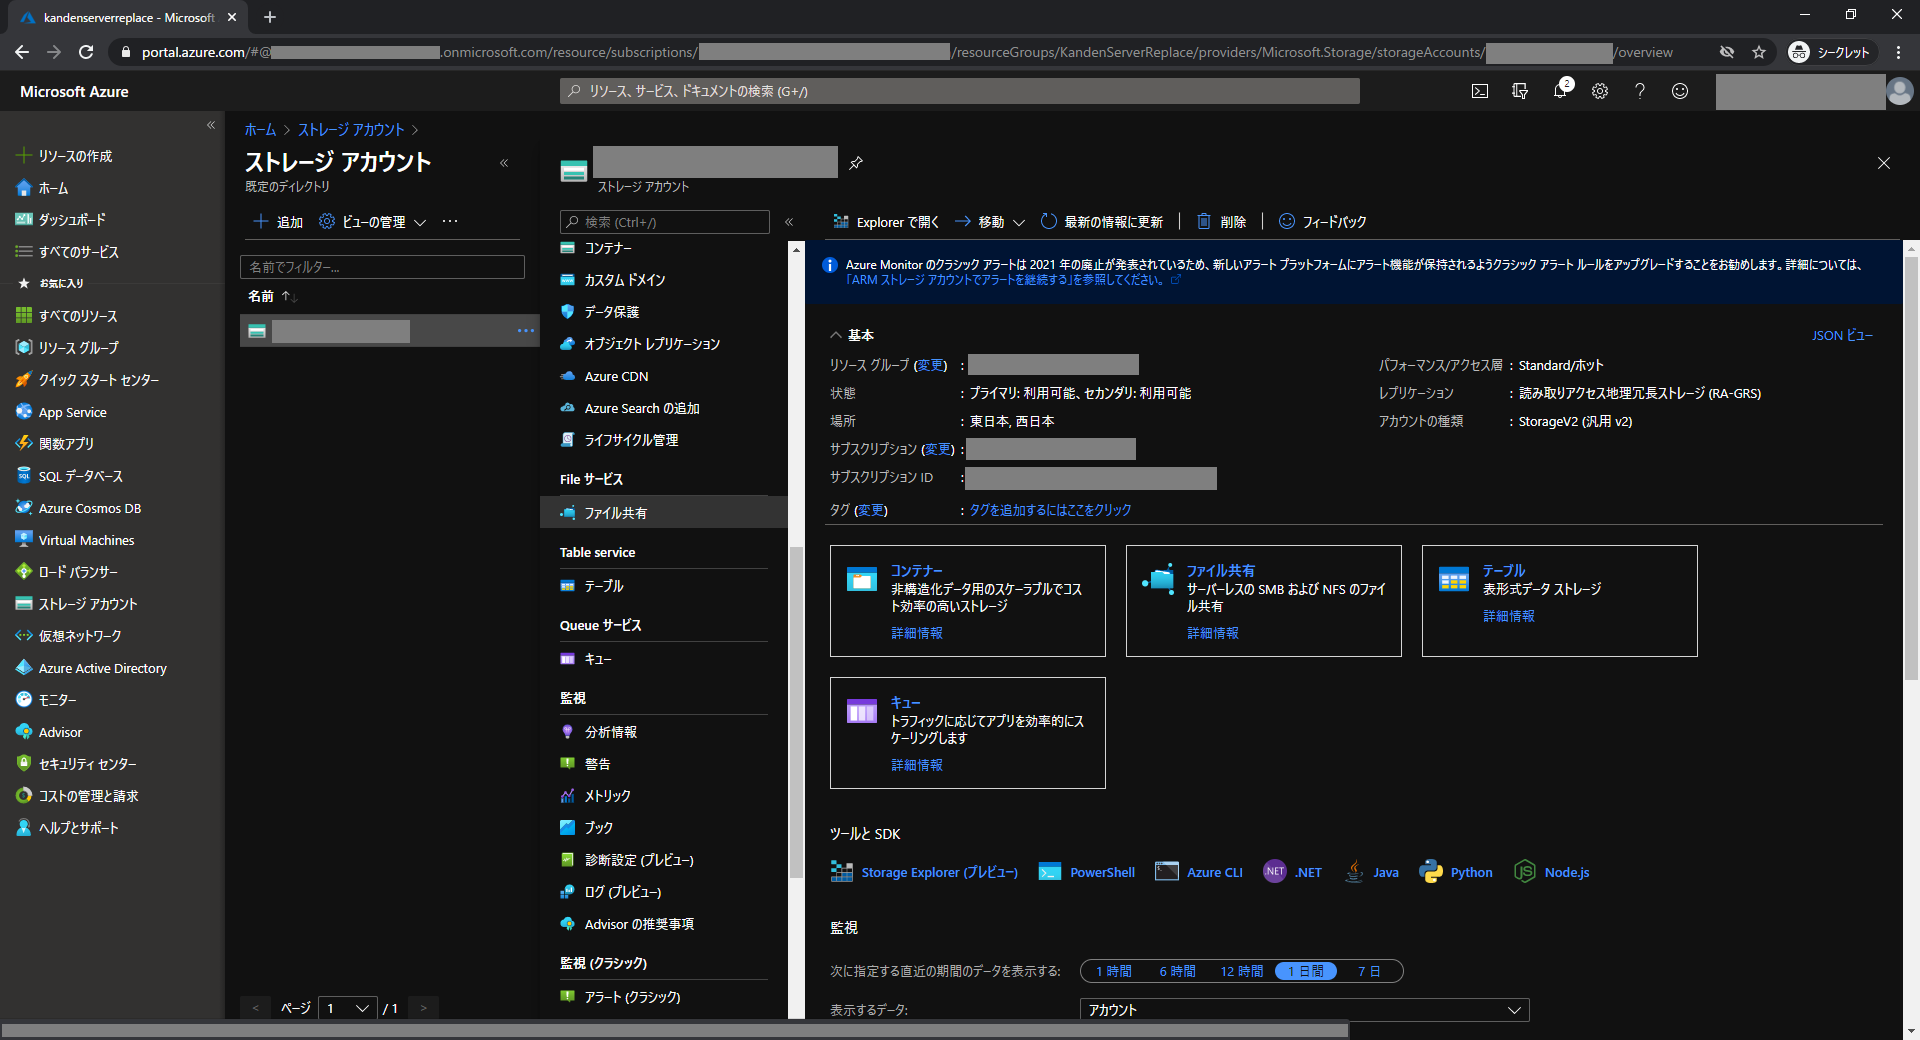 kandenserverreplace - Microsoft
portal.azure.com/#@ .onmicrosoft.com/resource/subscriptions/ /resourceGroups/KandenServerReplace/providers/Microsoft.Storage/storageAccounts/ /overview
シークレット
Microsoft Azure
リソース、サービス、ドキュメントの検索 (G+/)
2
リソースの作成
ホーム
ダッシュボード
すべてのサービス
お気に入り
すべてのリソース
リソース グループ
クイック スタート センター
App Service
関数アプリ
SQL データベース
Azure Cosmos DB
Virtual Machines
ロード バランサー
ストレージ アカウント
仮想ネットワーク
Azure Active Directory
モニター
Advisor
セキュリティ センター
コストの管理と請求
ヘルプとサポート
ホーム > ストレージ アカウント >
ストレージ アカウント
既定のディレクトリ
追加 ビューの管理 ···
名前でフィルター...
名前 ↑↓
···
< ページ 1 / 1 >
ストレージ アカウント
検索 (Ctrl+/)
コンテナー
カスタム ドメイン
データ保護
オブジェクト レプリケーション
Azure CDN
Azure Search の追加
ライフサイクル管理
File サービス
ファイル共有
Table service
テーブル
Queue サービス
キュー
監視
分析情報
警告
メトリック
ブック
診断設定 (プレビュー)
ログ (プレビュー)
Advisor の推奨事項
監視 (クラシック)
アラート (クラシック)
Explorer で開く 移動 最新の情報に更新 削除 フィードバック
Azure Monitor のクラシック アラートは 2021 年の廃止が発表されているため、新しいアラート プラットフォームにアラート機能が保持されるようクラシック アラート ルールをアップグレードすることをお勧めします。詳細については、
「ARM ストレージ アカウントでアラートを継続する」を参照してください。
基本
JSON ビュー
リソース グループ (変更) :
状態 : プライマリ: 利用可能、セカンダリ: 利用可能
場所 : 東日本, 西日本
サブスクリプション (変更) :
サブスクリプション ID :
タグ (変更) : タグを追加するにはここをクリック
パフォーマンス/アクセス層 : Standard/ホット
レプリケーション : 読み取りアクセス地理冗長ストレージ (RA-GRS)
アカウントの種類 : StorageV2 (汎用 v2)
コンテナー
非構造化データ用のスケーラブルでコス
ト効率の高いストレージ
詳細情報
ファイル共有
サーバーレスの SMB および NFS のファイ
ル共有
詳細情報
テーブル
表形式データ ストレージ
詳細情報
キュー
トラフィックに応じてアプリを効率的にス
ケーリングします
詳細情報
ツールと SDK
Storage Explorer (プレビュー) PowerShell Azure CLI NET .NET Java Python Node.js
監視
次に指定する直近の期間のデータを表示する: 1 時間 6 時間 12 時間 1 日間 7 日
表示するデータ: アカウント